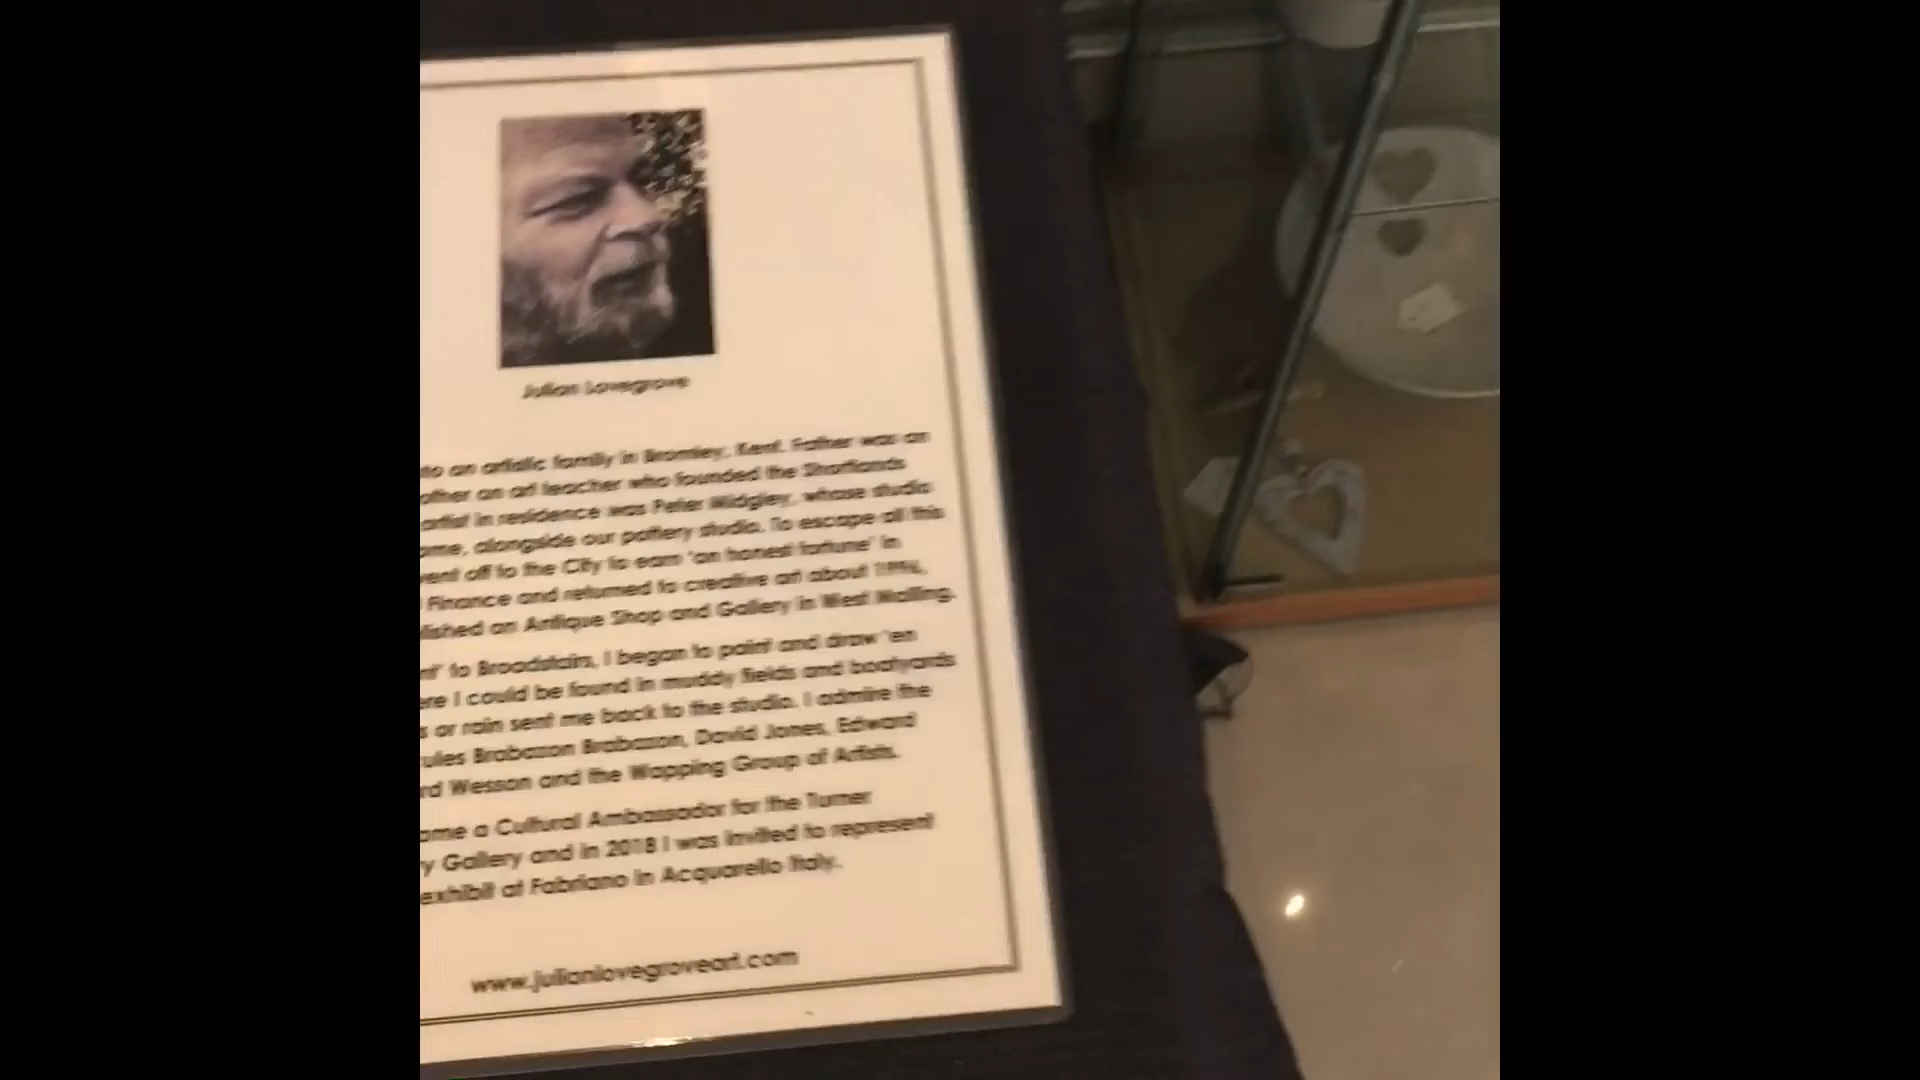 Julian Lovegrove
to an artistic family in Bromley, Kent. Father was an
other an art teacher who founded the Shortlands
artist in residence was Peter Midgley, whose studio
ome, alongside our pottery studio. To escape all this
vent off to the City to earn 'an honest fortune' in
Finance and returned to creative art about
lished an Antique Shop and Gallery in West Malling.
to Broadstairs, I began to paint and draw 'en
ere I could be found in muddy fields and boatyards
s or rain sent me back to the studio. I admire the
ules Brabazon Brabazon, David Jones, Edward
rd Wesson and the Wapping Group of Artists.
ome a Cultural Ambassador for the Turner
y Gallery and in 2018 I was invited to represent
exhibit at Fabriano in Acquarello Italy.
www.julianlovegroveart.com